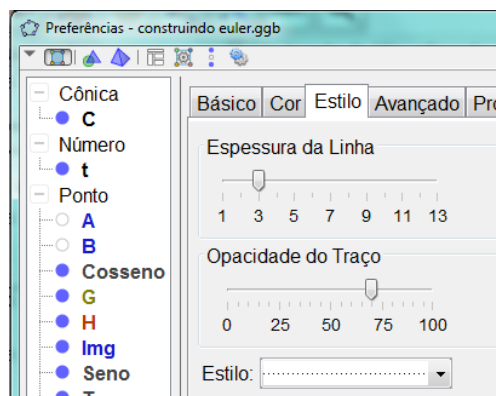 Preferências - construindo euler.ggb
Cônica
C
Número
t
Ponto
A
B
Cosseno
G
H
Img
Seno
Básico Cor Estilo Avançado
Espessura da Linha
1 3 5 7 9 11 13
Opacidade do Traço
0 25 50 75 100
Estilo: